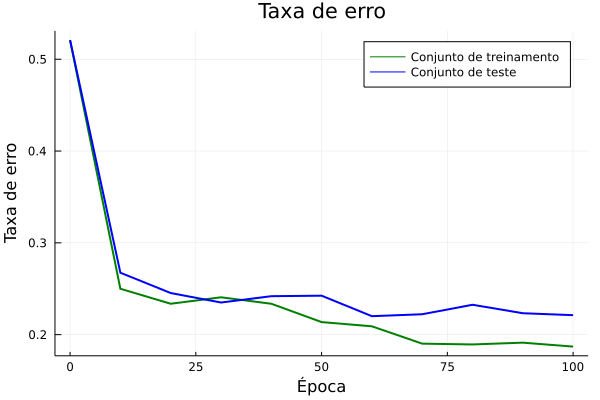 Taxa de erro
Conjunto de treinamento
Conjunto de teste
Taxa de erro
0.5
0.4
0.3
0.2
0
25
50
75
100
Época